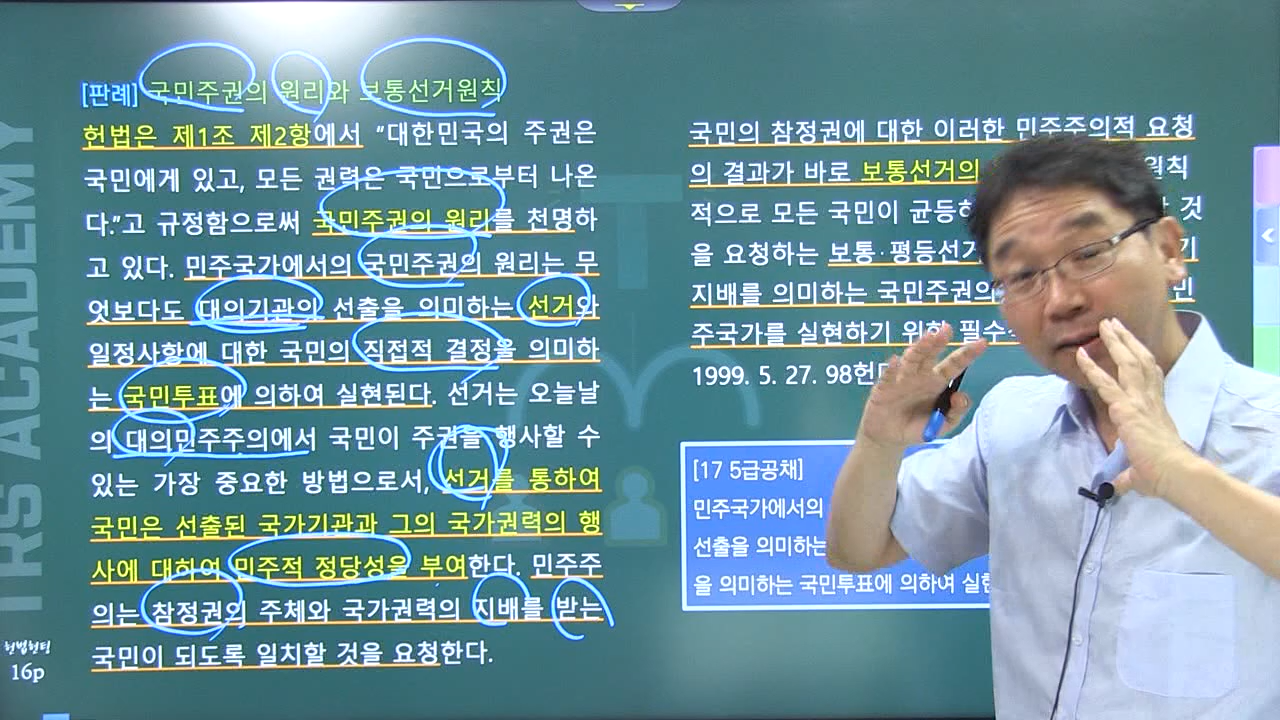 [판례] 국민주권의 원리와 보통선거원칙
헌법은 제1조 제2항에서 "대한민국의 주권은
국민에게 있고, 모든 권력은 국민으로부터 나온
다."고 규정함으로써 국민주권의 원리를 천명하
고 있다. 민주국가에서의 국민주권의 원리는 무
엇보다도 대의기관의 선출을 의미하는 선거와
일정사항에 대한 국민의 직접적 결정을 의미하
는 국민투표에 의하여 실현된다. 선거는 오늘날
의 대의민주주의에서 국민이 주권을 행사할 수
있는 가장 중요한 방법으로서, 선거를 통하여
국민은 선출된 국가기관과 그의 국가권력의 행
사에 대하여 민주적 정당성을 부여한다. 민주주
의는 참정권의 주체와 국가권력의 지배를 받는
국민이 되도록 일치할 것을 요청한다.
국민의 참정권에 대한 이러한 민주주의적 요청
의 결과가 바로 보통선거의 원칙
적으로 모든 국민이 균등하 것
을 요청하는 보통·평등선거 기
지배를 의미하는 국민주권의 민
주국가를 실현하기 위한 필수
1999. 5. 27. 98헌
[17 5급공채]
민주국가에서의
선출을 의미하는
을 의미하는 국민투표에 의하여 실현
TRS ACADEMY
헌법헌팅
16p